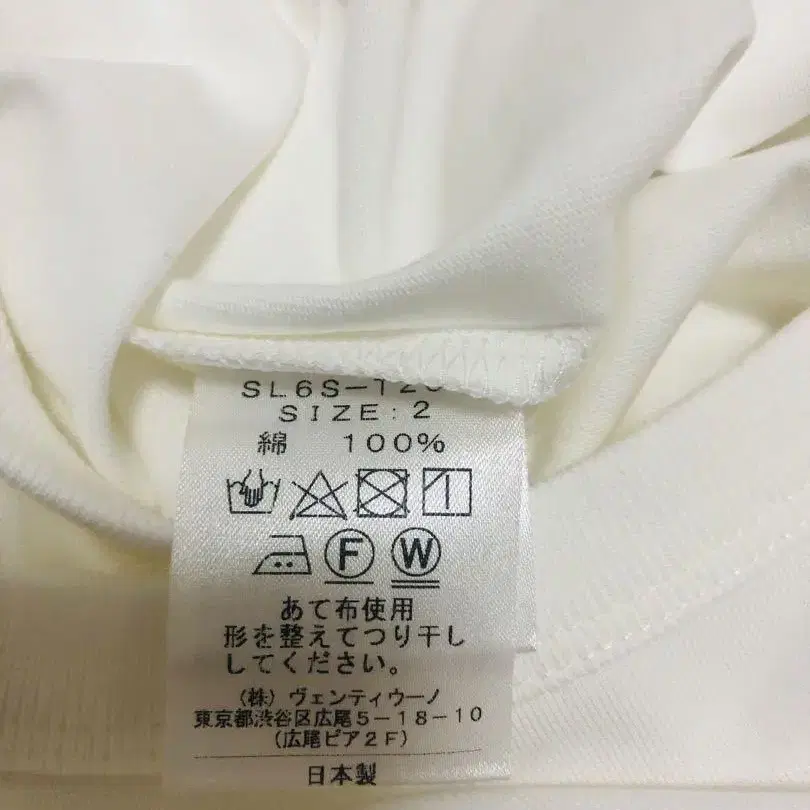 SL6S-120
SIZE:2
綿 100%
F W
あて布使用
形を整えてつり干し
してください。
(株)ヴェンティウーノ
東京都渋谷区広尾5-18-10
(広尾ピア2F)
日本製